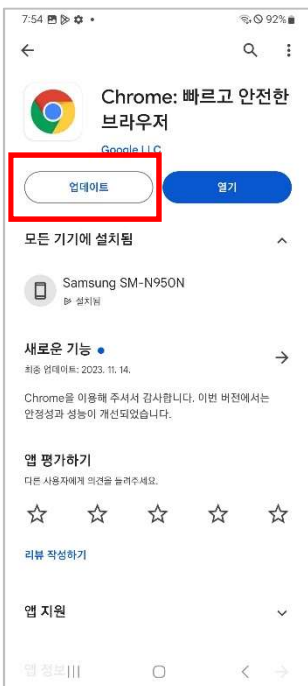 7:54
92%
Chrome: 빠르고 안전한
브라우저
Google LLC
업데이트
열기
모든 기기에 설치됨
Samsung SM-N950N
설치됨
새로운 기능
최종 업데이트: 2023. 11. 14.
Chrome을 이용해 주셔서 감사합니다. 이번 버전에서는
안정성과 성능이 개선되었습니다.
앱 평가하기
다른 사용자에게 의견을 들려주세요.
리뷰 작성하기
앱 지원
앱 정보